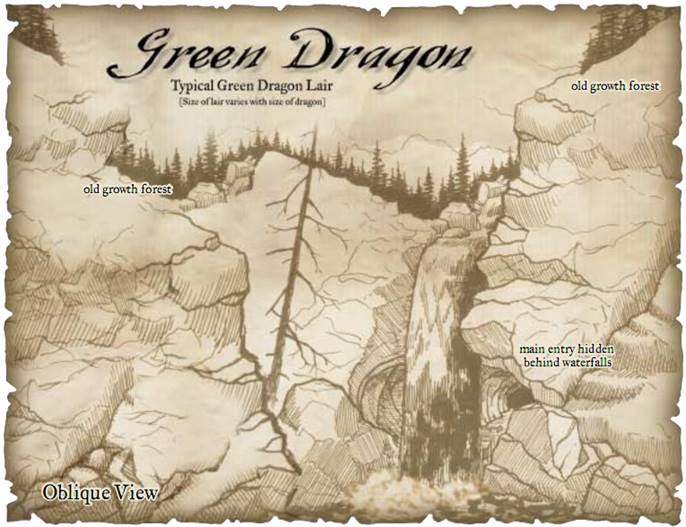 Green Dragon
Typical Green Dragon Lair
[Size of lair varies with size of dragon]
old growth forest
old growth forest
main entry hidden
behind waterfalls
Oblique View